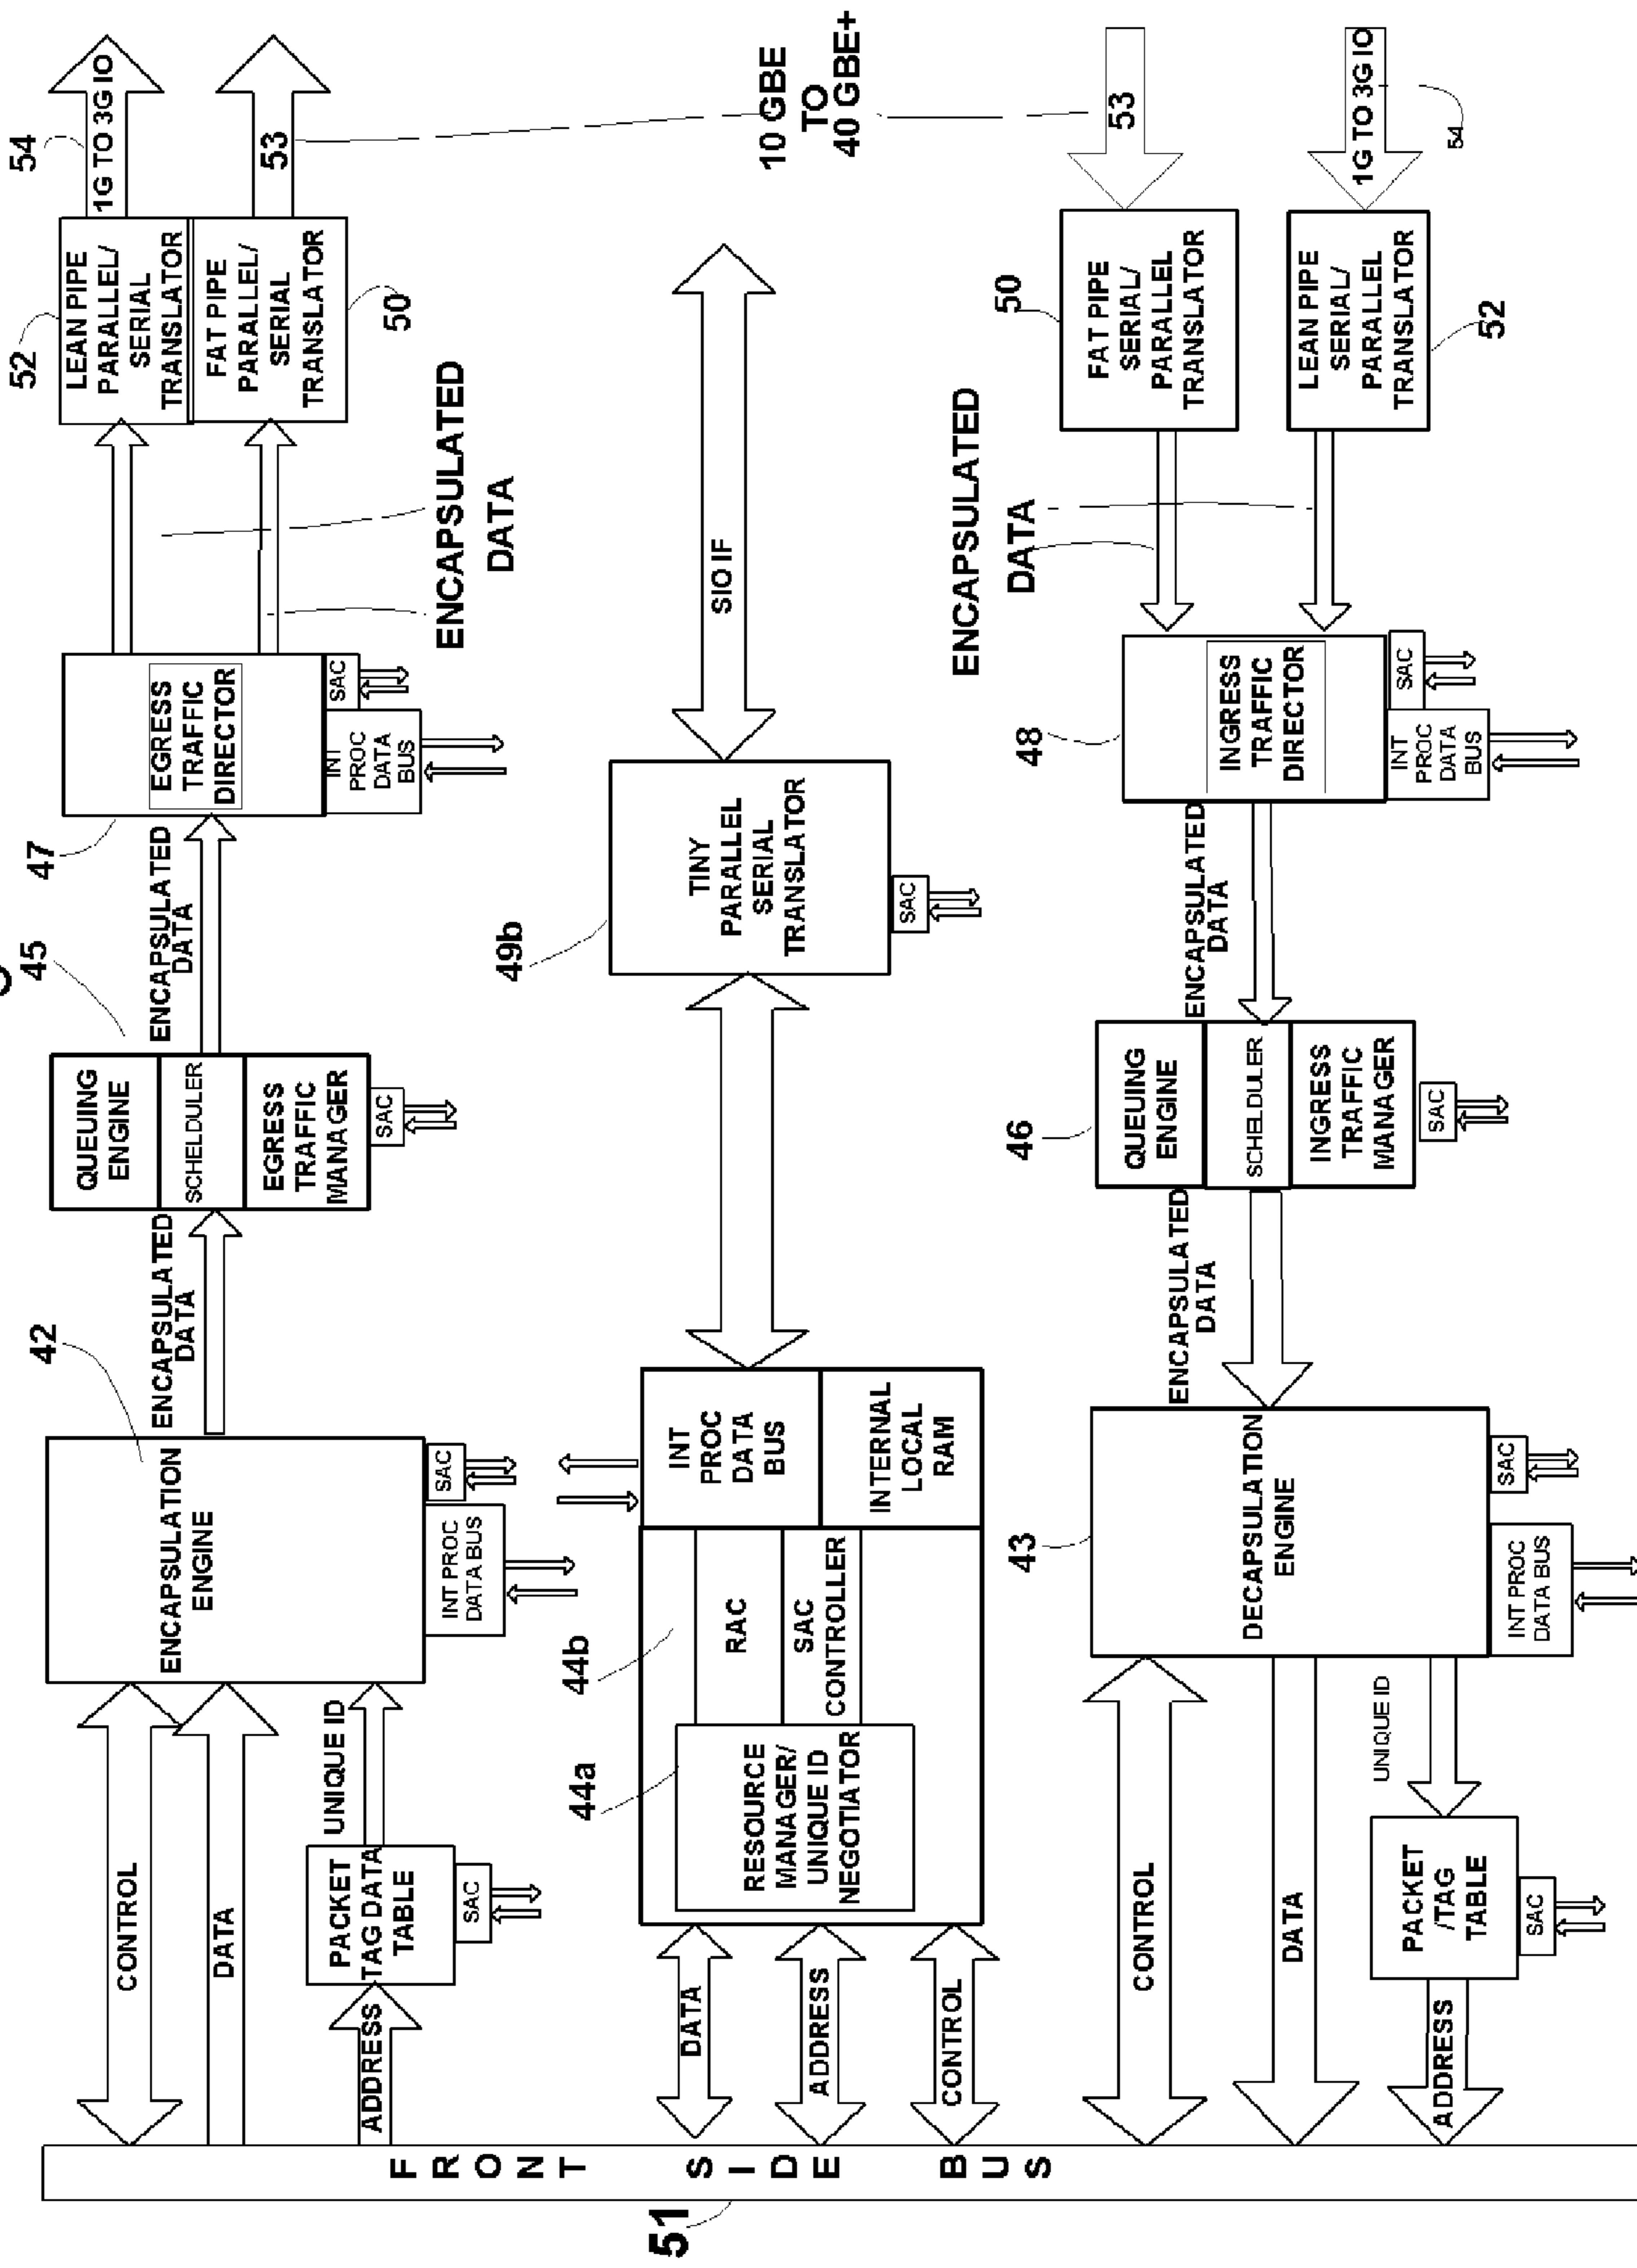 CONTROL
DATA
ADDRESS
PACKET
TAG DATA
TABLE
SAC
UNIQUE ID
ENCAPSULATION
ENGINE
42
INT PROC
DATA BUS
SAC
ENCAPSULATED
DATA
45
QUEUING
ENGINE
SCHELDULER
EGRESS
TRAFFIC
MANAGER
SAC
ENCAPSULATED
DATA
47
EGRESS
TRAFFIC
DIRECTOR
INT
PROC
DATA
BUS
SAC
ENCAPSULATED
DATA
52
LEAN PIPE
PARALLEL/
SERIAL
TRANSLATOR
FAT PIPE
PARALLEL/
SERIAL
TRANSLATOR
50
54
1G TO 3G IO
53
51
FRONT SIDE BUS
DATA
ADDRESS
CONTROL
44a
RESOURCE
MANAGER/
UNIQUE ID
NEGOTIATOR
44b
RAC
SAC
CONTROLLER
INT
PROC
DATA
BUS
INTERNAL
LOCAL
RAM
49b
TINY
PARALLEL
SERIAL
TRANSLATOR
SAC
SIO IF
10 GBE
TO
40 GBE+
CONTROL
DATA
ADDRESS
PACKET
/TAG
TABLE
SAC
UNIQUE ID
43
DECAPSULATION
ENGINE
INT PROC
DATA BUS
SAC
ENCAPSULATED
DATA
46
QUEUING
ENGINE
SCHELDULER
INGRESS
TRAFFIC
MANAGER
SAC
ENCAPSULATED
DATA
48
INGRESS
TRAFFIC
DIRECTOR
INT
PROC
DATA
BUS
SAC
ENCAPSULATED
DATA
50
FAT PIPE
SERIAL/
PARALLEL
TRANSLATOR
53
LEAN PIPE
SERIAL/
PARALLEL
TRANSLATOR
52
1G TO 3G IO
54